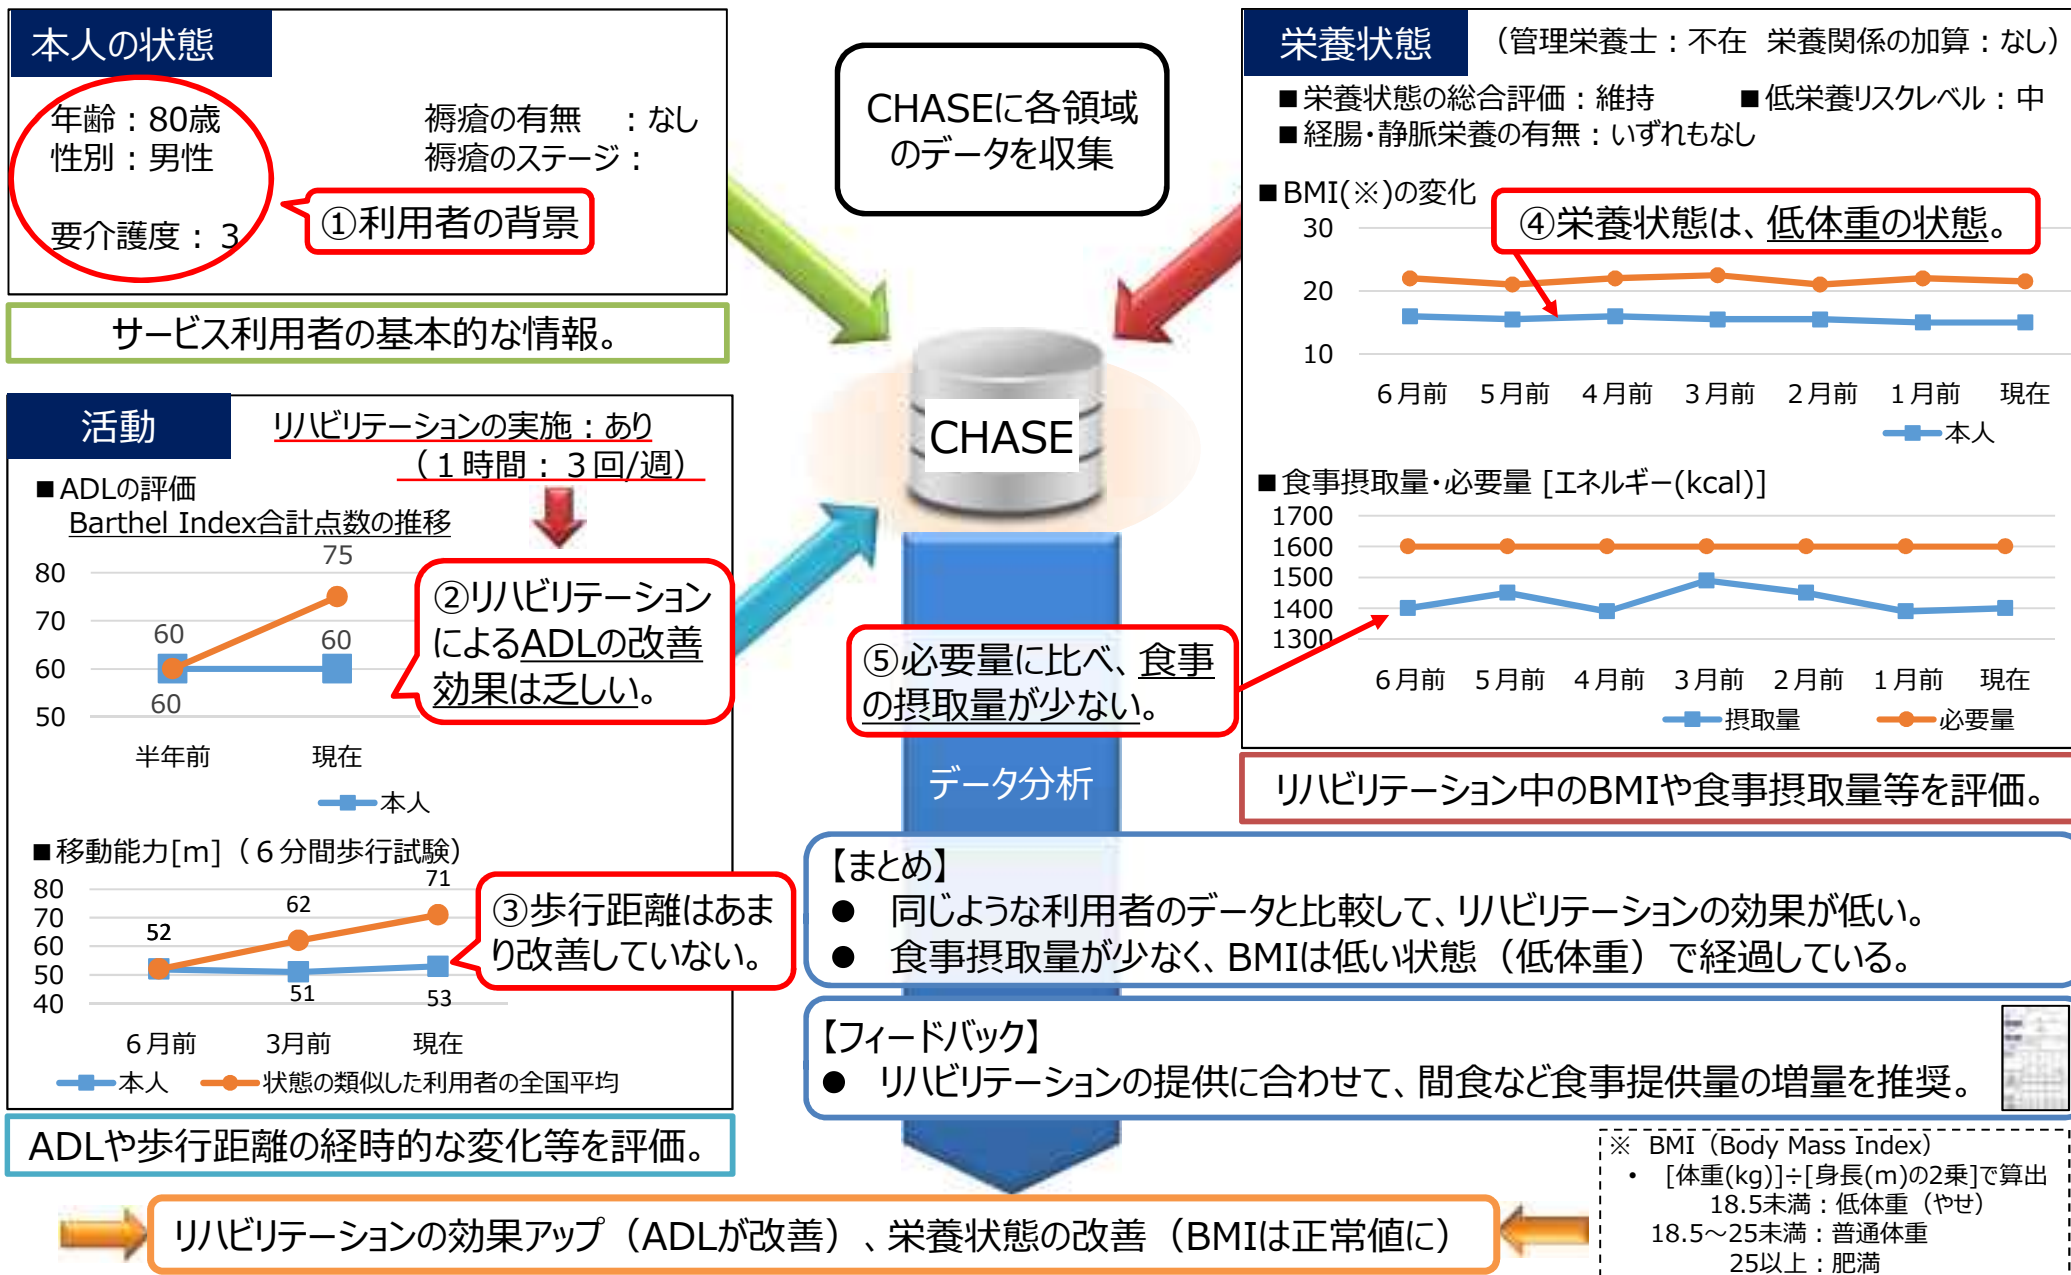 本人の状態
年齢：80歳
性別：男性
要介護度：３
褥瘡の有無　：なし
褥瘡のステージ：
①利用者の背景
サービス利用者の基本的な情報。
CHASEに各領域
のデータを収集
CHASE
データ分析
栄養状態
（管理栄養士：不在 栄養関係の加算：なし）
■栄養状態の総合評価：維持
■低栄養リスクレベル：中
■経腸・静脈栄養の有無：いずれもなし
■BMI(※)の変化
④栄養状態は、低体重の状態。
30
20
10
６月前 ５月前 ４月前 ３月前 ２月前 １月前 現在
本人
■食事摂取量・必要量 [エネルギー(kcal)]
1700
1600
1500
1400
1300
６月前 ５月前 ４月前 ３月前 ２月前 １月前 現在
摂取量 必要量
⑤必要量に比べ、食事
の摂取量が少ない。
リハビリテーション中のBMIや食事摂取量等を評価。
活動
リハビリテーションの実施：あり
（１時間：３回/週）
■ADLの評価
Barthel Index合計点数の推移
80
70
60
50
75
60
60
60
半年前 現在
本人
②リハビリテーション
によるADLの改善
効果は乏しい。
■移動能力[m]（６分間歩行試験）
80
70
60
50
40
52
62
71
51
53
６月前 3月前 現在
本人 状態の類似した利用者の全国平均
③歩行距離はあま
り改善していない。
ADLや歩行距離の経時的な変化等を評価。
【まとめ】
● 同じような利用者のデータと比較して、リハビリテーションの効果が低い。
● 食事摂取量が少なく、BMIは低い状態（低体重）で経過している。
【フィードバック】
● リハビリテーションの提供に合わせて、間食など食事提供量の増量を推奨。
リハビリテーションの効果アップ（ADLが改善）、栄養状態の改善（BMIは正常値に）
※ BMI（Body Mass Index）
・ [体重(kg)]÷[身長(m)の2乗]で算出
18.5未満：低体重（やせ）
18.5～25未満：普通体重
25以上：肥満